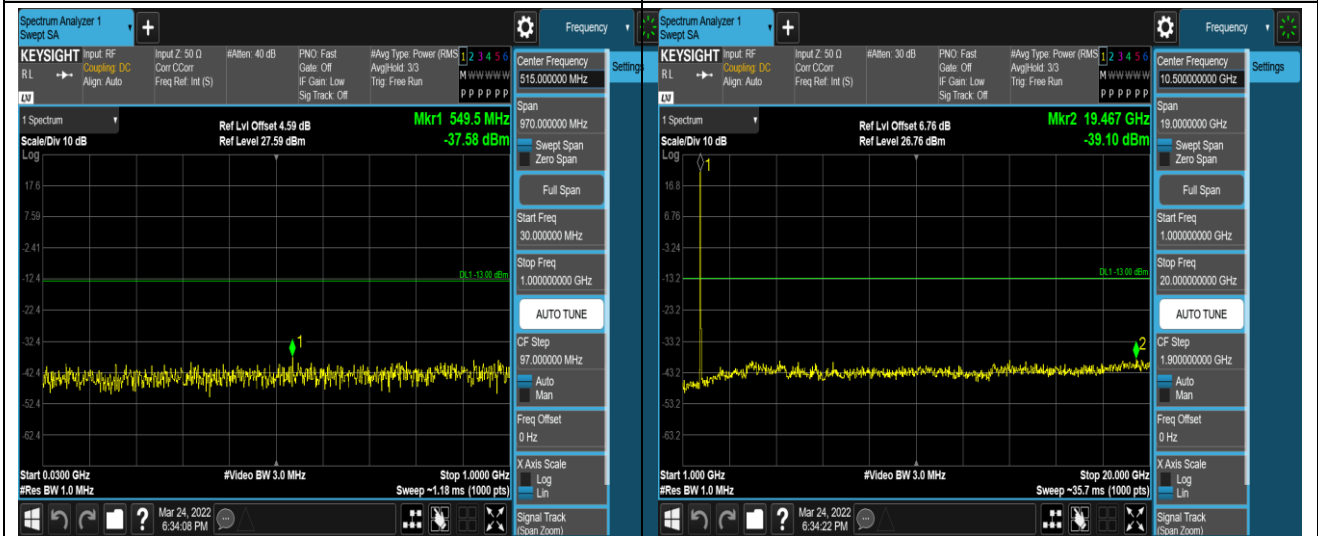 Spectrum Analyzer 1
Swept SA
+
Frequency
KEYSIGHT
Input: RF
Coupling: DC
Align: Auto
Input Z: 50 Ω
Corr CCorr
Freq Ref: Int (S)
#Atten: 40 dB
PNO: Fast
Gate: Off
IF Gain: Low
Sig Track: Off
#Avg Type: Power (RMS
Avg|Hold: 3/3
Trig: Free Run
1 2 3 4 5 6
M W W W W W
P P P P P P
RL
LXI
Center Frequency
515.000000 MHz
Settings
1 Spectrum
Scale/Div 10 dB
Log
Ref Lvl Offset 4.59 dB
Ref Level 27.59 dBm
Mkr1 549.5 MHz
-37.58 dBm
Span
970.000000 MHz
Swept Span
Zero Span
Full Span
17.6
7.59
-2.41
-12.4
-22.4
-32.4
-42.4
-52.4
-62.4
DL1 -13.00 dBm
1
Start Freq
30.000000 MHz
Stop Freq
1.000000000 GHz
AUTO TUNE
CF Step
97.000000 MHz
Auto
Man
Freq Offset
0 Hz
X Axis Scale
Log
Lin
Signal Track
(Span Zoom)
Start 0.0300 GHz
#Res BW 1.0 MHz
#Video BW 3.0 MHz
Stop 1.0000 GHz
Sweep ~1.18 ms (1000 pts)
?
Mar 24, 2022
6:34:08 PM
Spectrum Analyzer 1
Swept SA
+
Frequency
KEYSIGHT
Input: RF
Coupling: DC
Align: Auto
Input Z: 50 Ω
Corr CCorr
Freq Ref: Int (S)
#Atten: 30 dB
PNO: Fast
Gate: Off
IF Gain: Low
Sig Track: Off
#Avg Type: Power (RMS
Avg|Hold: 3/3
Trig: Free Run
1 2 3 4 5 6
M W W W W W
P P P P P P
RL
LXI
Center Frequency
10.500000000 GHz
Settings
1 Spectrum
Scale/Div 10 dB
Log
Ref Lvl Offset 6.76 dB
Ref Level 26.76 dBm
Mkr2 19.467 GHz
-39.10 dBm
Span
19.0000000 GHz
Swept Span
Zero Span
Full Span
16.8
6.76
-3.24
-13.2
-23.2
-33.2
-43.2
-53.2
-63.2
1
DL1 -13.00 dBm
2
Start Freq
1.000000000 GHz
Stop Freq
20.000000000 GHz
AUTO TUNE
CF Step
1.900000000 GHz
Auto
Man
Freq Offset
0 Hz
X Axis Scale
Log
Lin
Signal Track
(Span Zoom)
Start 1.000 GHz
#Res BW 1.0 MHz
#Video BW 3.0 MHz
Stop 20.000 GHz
Sweep ~35.7 ms (1000 pts)
?
Mar 24, 2022
6:34:22 PM